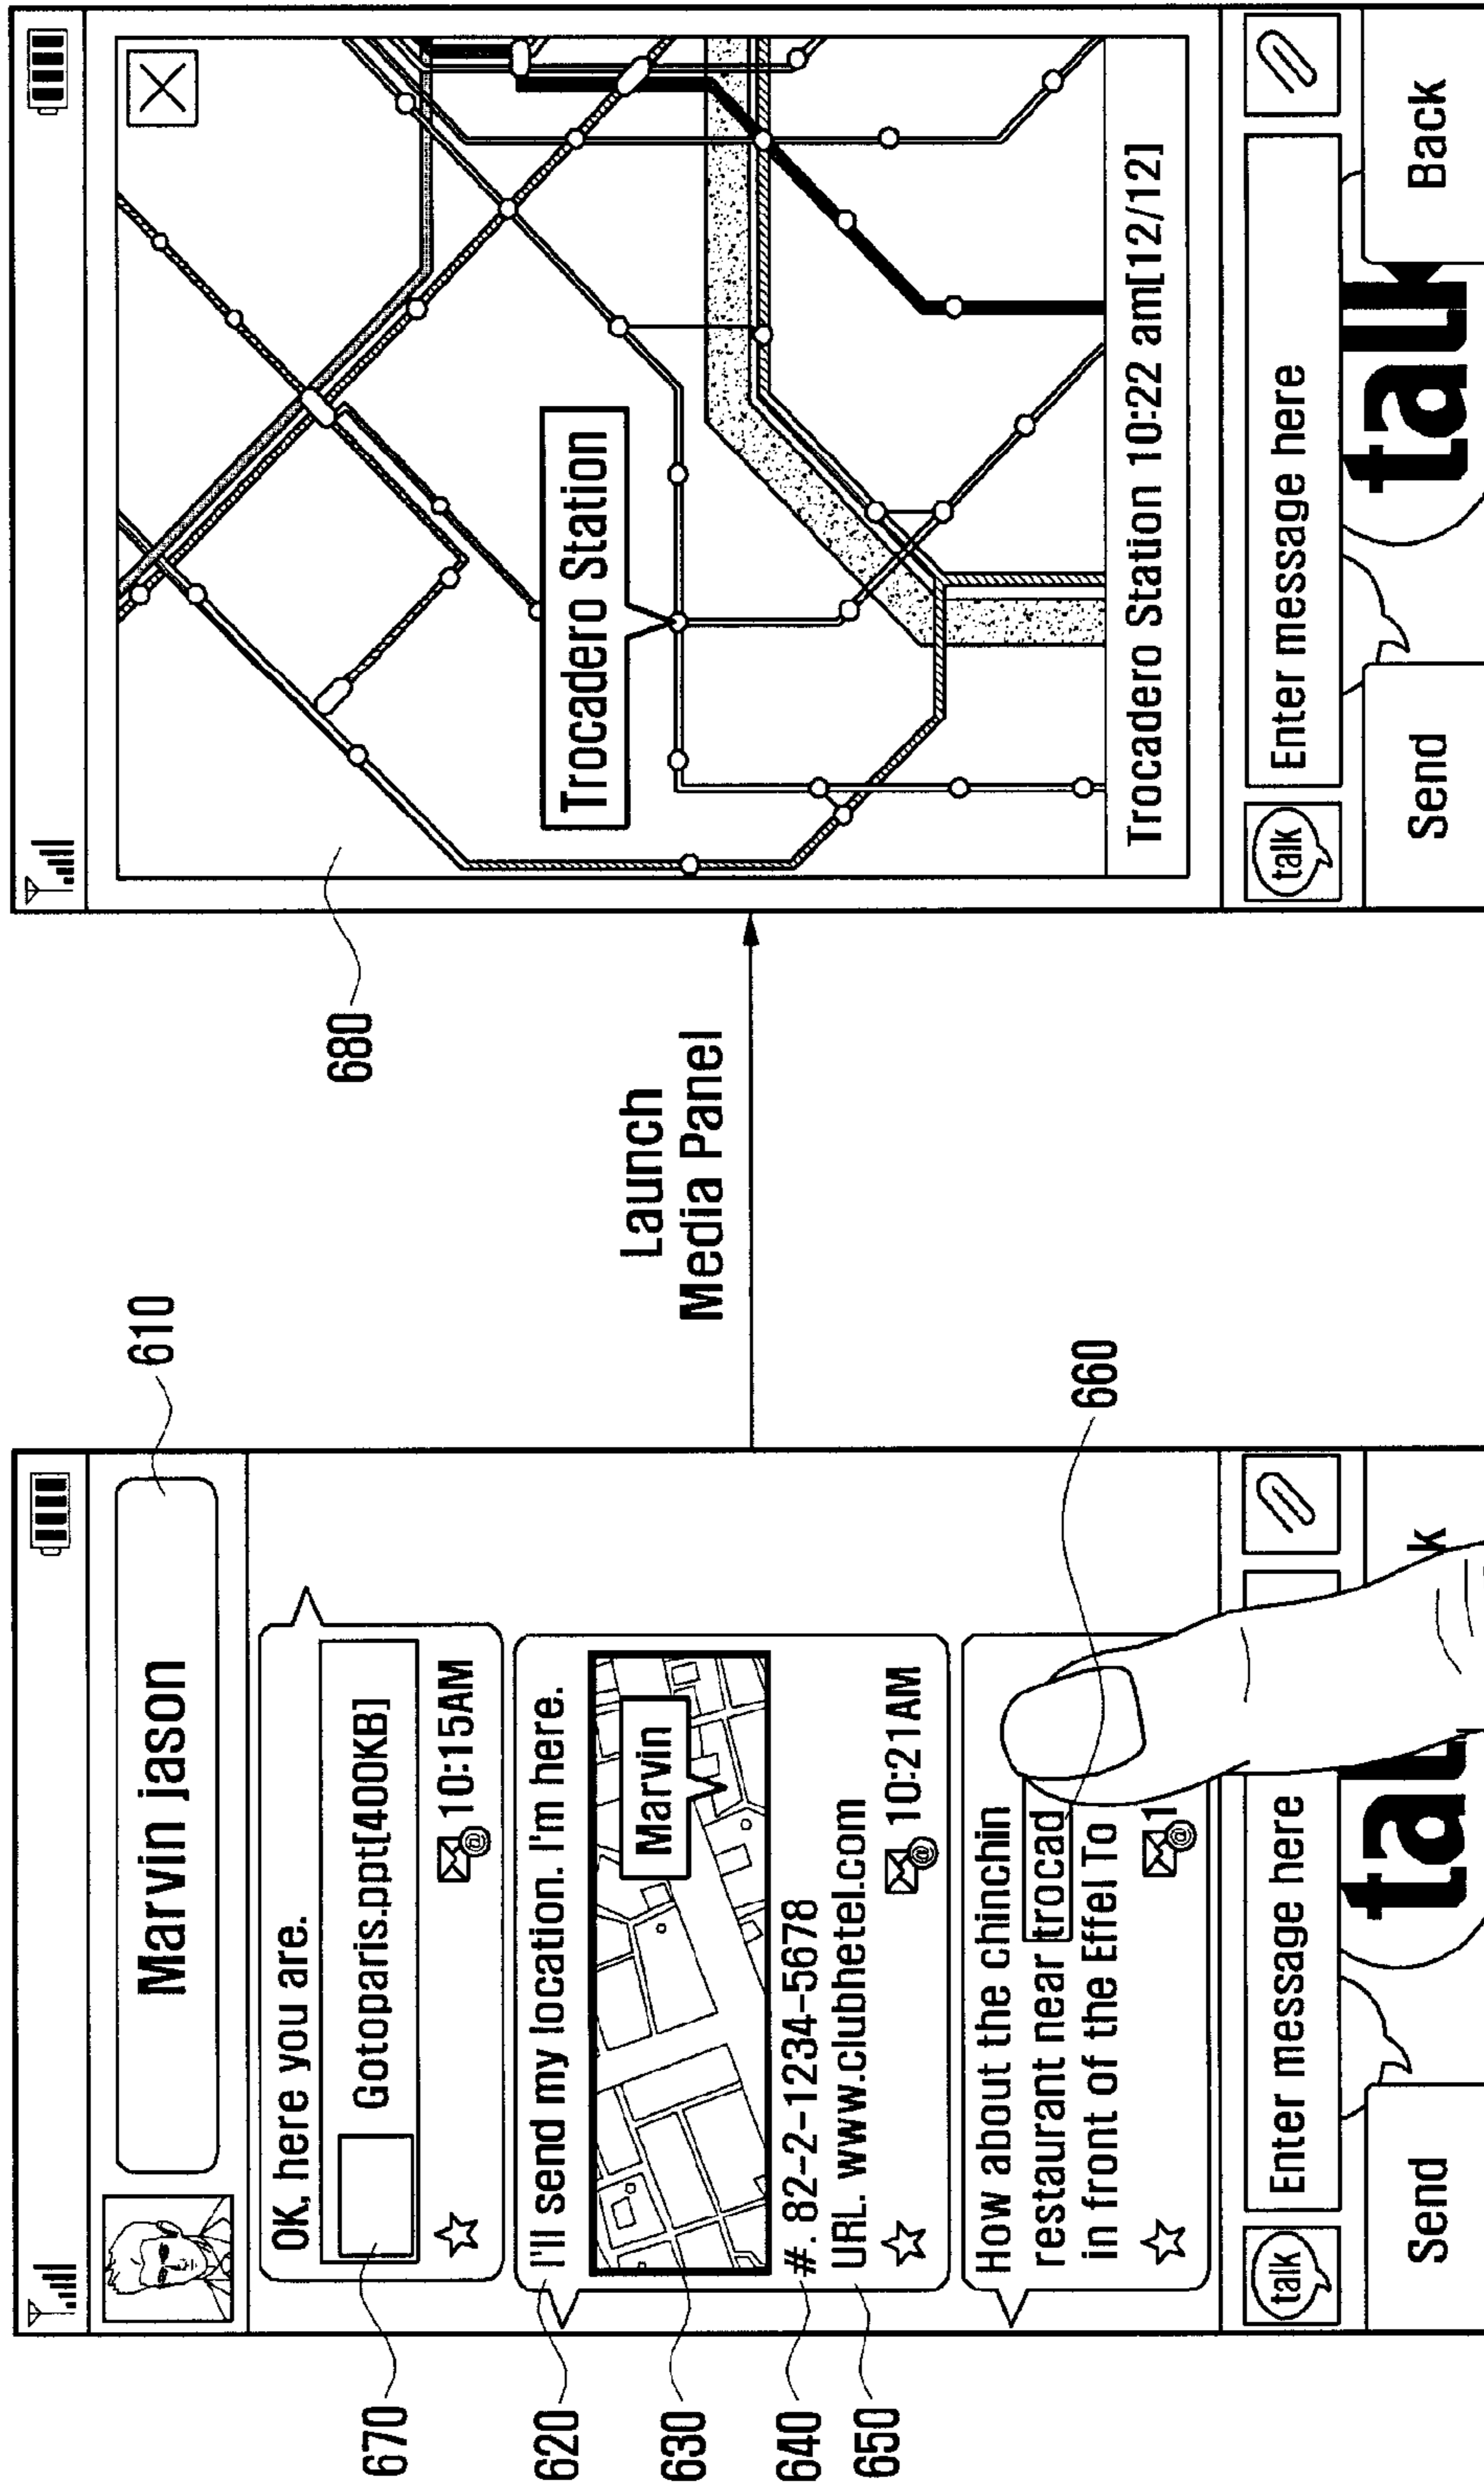 610
Marvin jason
670
OK, here you are.
Gotoparis.ppt[400KB]
10:15AM
620
I'll send my location. I'm here.
630
Marvin
640
#. 82-2-1234-5678
650
URL. www.clubhetel.com
@ 10:21AM
How about the chinchin
restaurant near trocad
660
in front of the Effel To
@ 1
talk
Enter message here
Send
k
Launch
Media Panel
680
Trocadero Station
Trocadero Station 10:22 am[12/12]
talk
Enter message here
talk
Send
Back